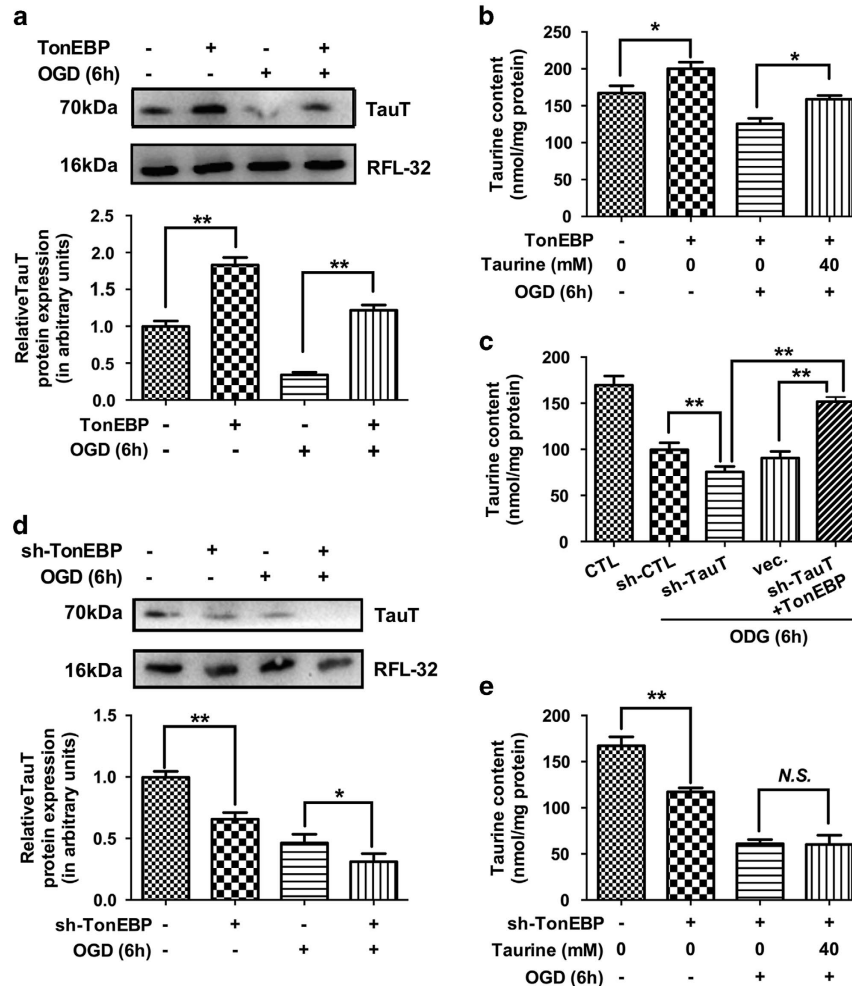 a
TonEBP - + - +
OGD (6h) - - + +
70kDa TauT
16kDa RFL-32
RelativeTauT
protein expression
(in arbitrary units)
2.5
2.0
1.5
1.0
0.5
0.0
**
**
TonEBP - + - +
OGD (6h) - - + +
b
Taurine content
(nmol/mg protein)
250
200
150
100
50
0
*
*
TonEBP - + + +
Taurine (mM) 0 0 0 40
OGD (6h) - - + +
c
Taurine content
(nmol/mg protein)
200
150
100
50
0
**
**
**
CTL
sh-CTL
sh-TauT
vec.
sh-TauT
+TonEBP
ODG (6h)
d
sh-TonEBP - + - +
OGD (6h) - - + +
70kDa TauT
16kDa RFL-32
RelativeTauT
protein expression
(in arbitrary units)
1.5
1.0
0.5
0.0
**
*
sh-TonEBP - + - +
OGD (6h) - - + +
e
Taurine content
(nmol/mg protein)
200
150
100
50
0
**
N.S.
sh-TonEBP - + + +
Taurine (mM) 0 0 0 40
OGD (6h) - - + +